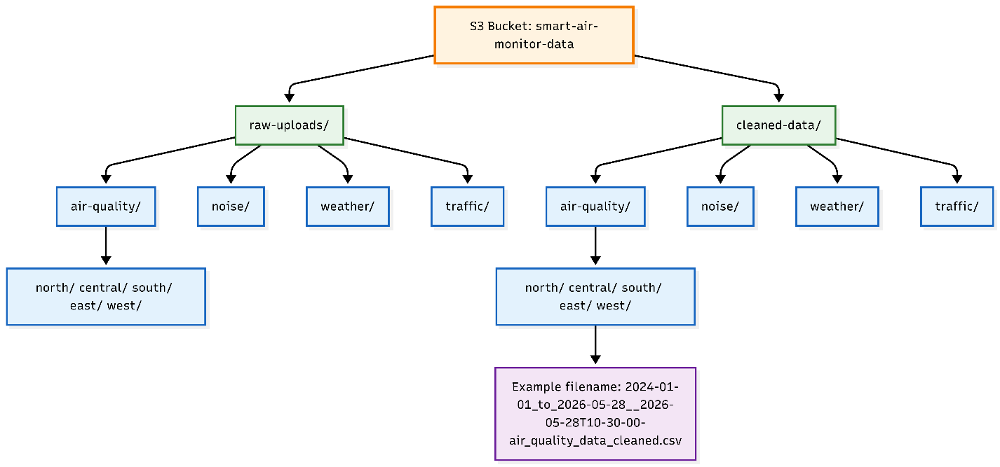 S3 Bucket: smart-air-
monitor-data
raw-uploads/
cleaned-data/
air-quality/
noise/
weather/
traffic/
air-quality/
noise/
weather/
traffic/
north/ central/ south/
east/ west/
north/ central/ south/
east/ west/
Example filename: 2024-01-
01_to_2026-05-28__2026-
05-28T10-30-00-
air_quality_data_cleaned.csv